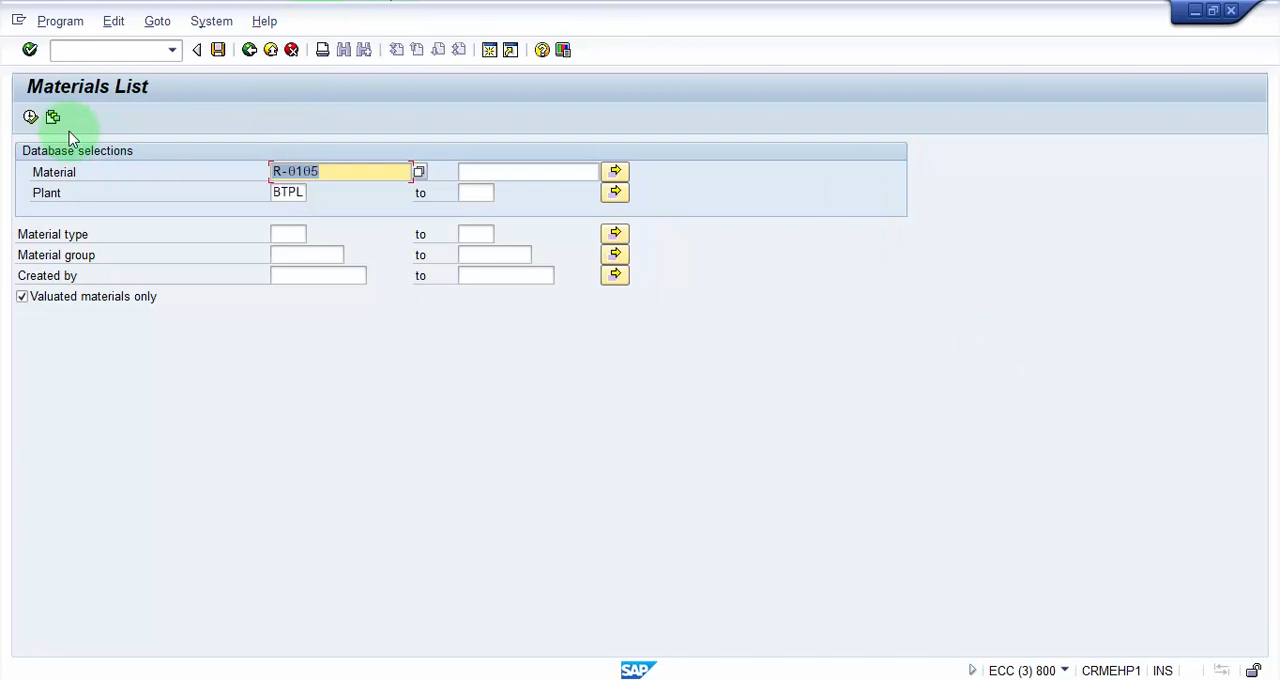 Program Edit Goto System Help
Materials List
Database selections
Material R-0105
Plant BTPL to
Material type to
Material group to
Created by to
Valuated materials only
SAP
ECC (3) 800 CRMEHP1 INS